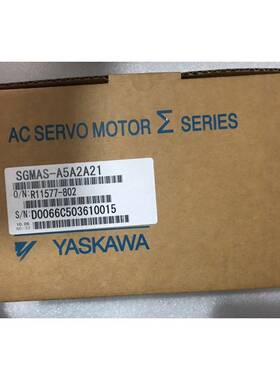 AC SERVO MOTOR Σ SERIES
SGMAS-A5A2A21
O/N R11577-802
S/N D0066C503610015
YASKAWA